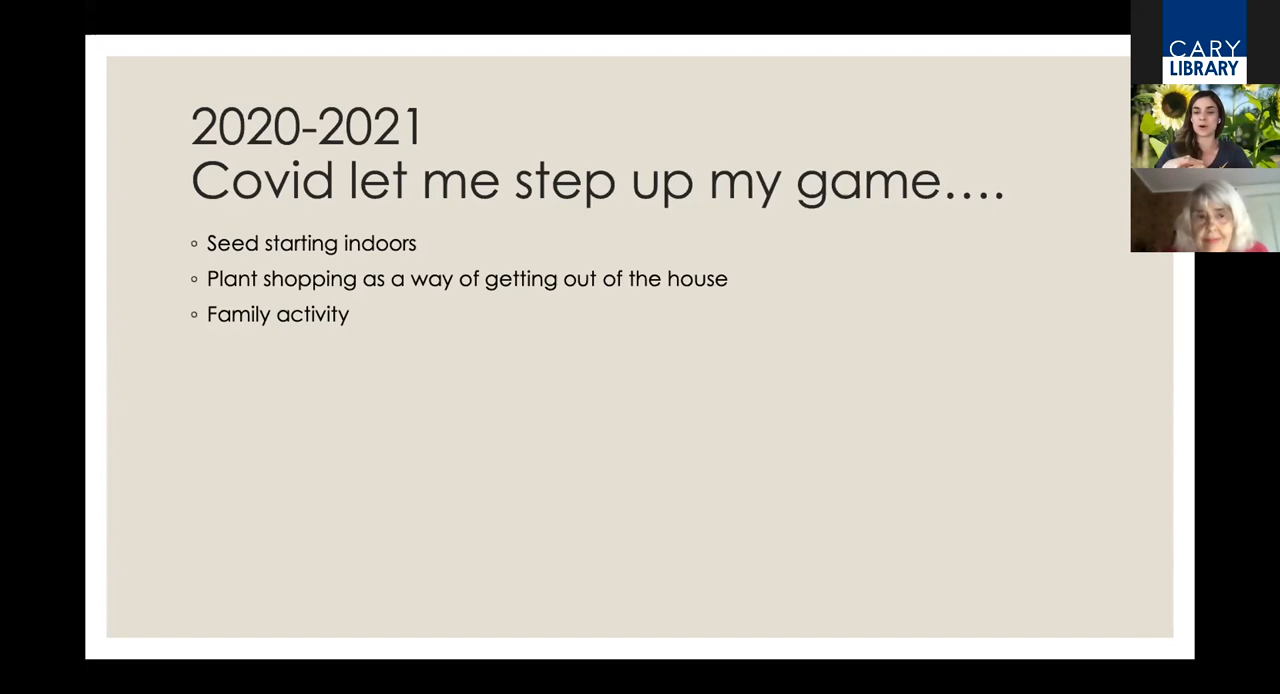 2020-2021
Covid let me step up my game....
Seed starting indoors
Plant shopping as a way of getting out of the house
Family activity
CARY
LIBRARY